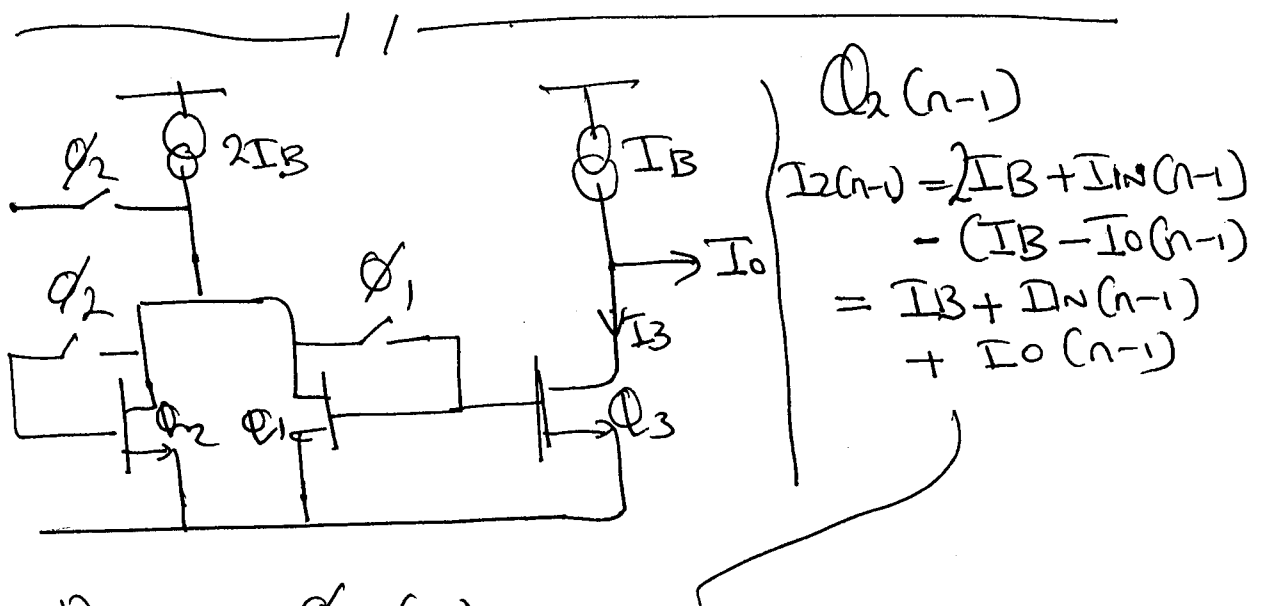 ϕ2
2IB
IB
I0
ϕ2
ϕ1
I3
Q2
Q1
Q3
Q2 (n-1)
I2(n-1) = 2IB + IIN(n-1)
- (IB - I0(n-1)
= IB + IIN(n-1)
+ I0 (n-1)